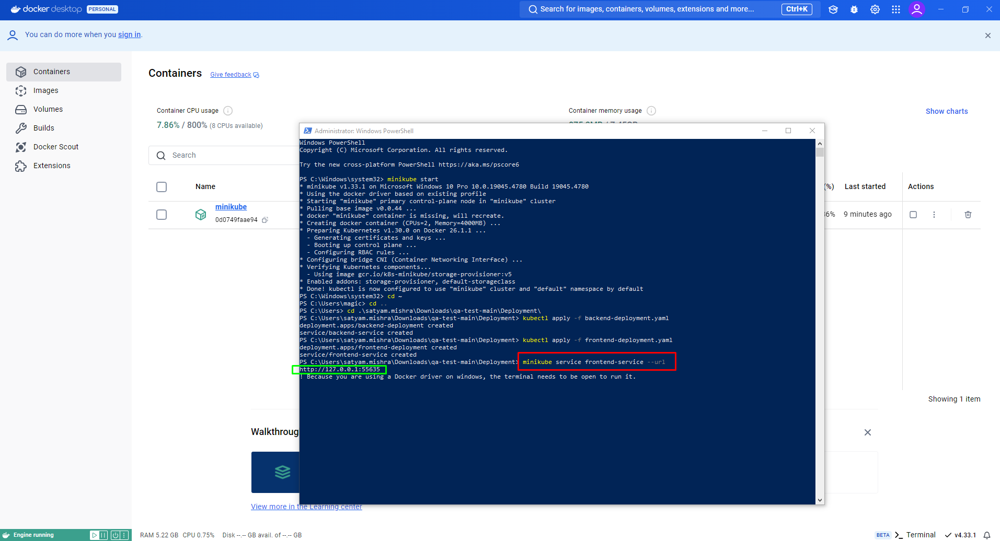 docker desktop PERSONAL
Search for images, containers, volumes, extensions and more... Ctrl+K
You can do more when you sign in.
Containers
Images
Volumes
Builds
Docker Scout
Extensions
Containers Give feedback
Container CPU usage
7.86% / 800% (8 CPUs available)
Container memory usage
Show charts
Search
Name
(%) Last started Actions
minikube
0d0749faae94
36% 9 minutes ago
Administrator: Windows PowerShell
Windows PowerShell
Copyright (C) Microsoft Corporation. All rights reserved.
Try the new cross-platform PowerShell https://aka.ms/pscore6
PS C:\Windows\system32> minikube start
* minikube v1.33.1 on Microsoft Windows 10 Pro 10.0.19045.4780 Build 19045.4780
* Using the docker driver based on existing profile
* Starting "minikube" primary control-plane node in "minikube" cluster
* Pulling base image v0.0.44 ...
* docker "minikube" container is missing, will recreate.
* Creating docker container (CPUs=2, Memory=4000MB) ...
* Preparing Kubernetes v1.30.0 on Docker 26.1.1 ...
- Generating certificates and keys ...
- Booting up control plane ...
- Configuring RBAC rules ...
* Configuring bridge CNI (Container Networking Interface) ...
* Verifying Kubernetes components...
- Using image gcr.io/k8s-minikube/storage-provisioner:v5
* Enabled addons: storage-provisioner, default-storageclass
* Done! kubectl is now configured to use "minikube" cluster and "default" namespace by default
PS C:\Windows\system32> cd ~
PS C:\Users\magic> cd ..
PS C:\Users> cd .\satyam.mishra\Downloads\qa-test-main\Deployment\
PS C:\Users\satyam.mishra\Downloads\qa-test-main\Deployment> kubectl apply -f backend-deployment.yaml
deployment.apps/backend-deployment created
service/backend-service created
PS C:\Users\satyam.mishra\Downloads\qa-test-main\Deployment> kubectl apply -f frontend-deployment.yaml
deployment.apps/frontend-deployment created
service/frontend-service created
PS C:\Users\satyam.mishra\Downloads\qa-test-main\Deployment> minikube service frontend-service --url
http://127.0.0.1:55635
! Because you are using a Docker driver on windows, the terminal needs to be open to run it.
Showing 1 item
Walkthroug
View more in the Learning center
Engine running
RAM 5.22 GB CPU 0.75% Disk --.-- GB avail. of --.-- GB
BETA Terminal v4.33.1